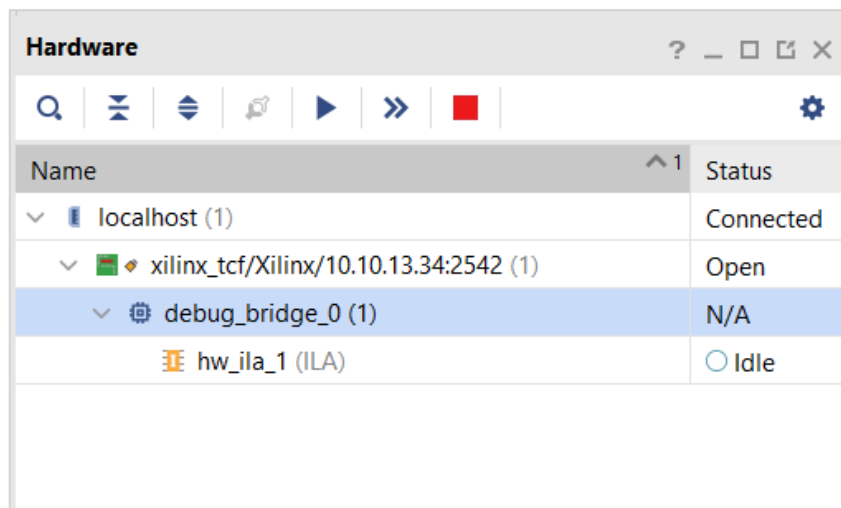 Hardware
Name 1 Status
localhost (1) Connected
xilinx_tcf/Xilinx/10.10.13.34:2542 (1) Open
debug_bridge_0 (1) N/A
hw_ila_1 (ILA) Idle